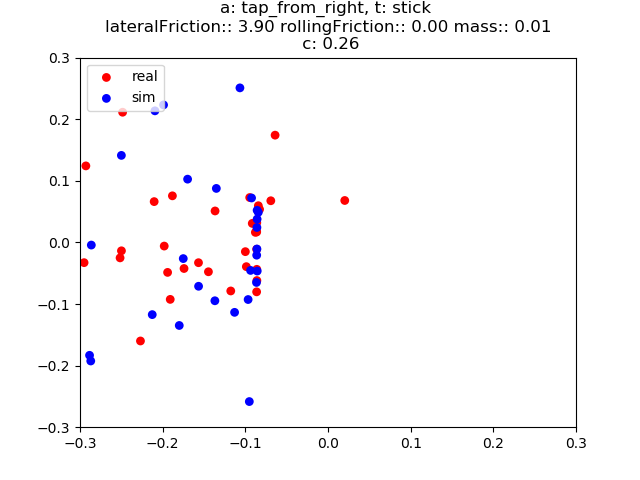 a: tap_from_right, t: stick
lateralFriction:: 3.90 rollingFriction:: 0.00 mass:: 0.01
c: 0.26
real
sim
0.3
0.2
0.1
0.0
−0.1
−0.2
−0.3
−0.3 −0.2 −0.1 0.0 0.1 0.2 0.3